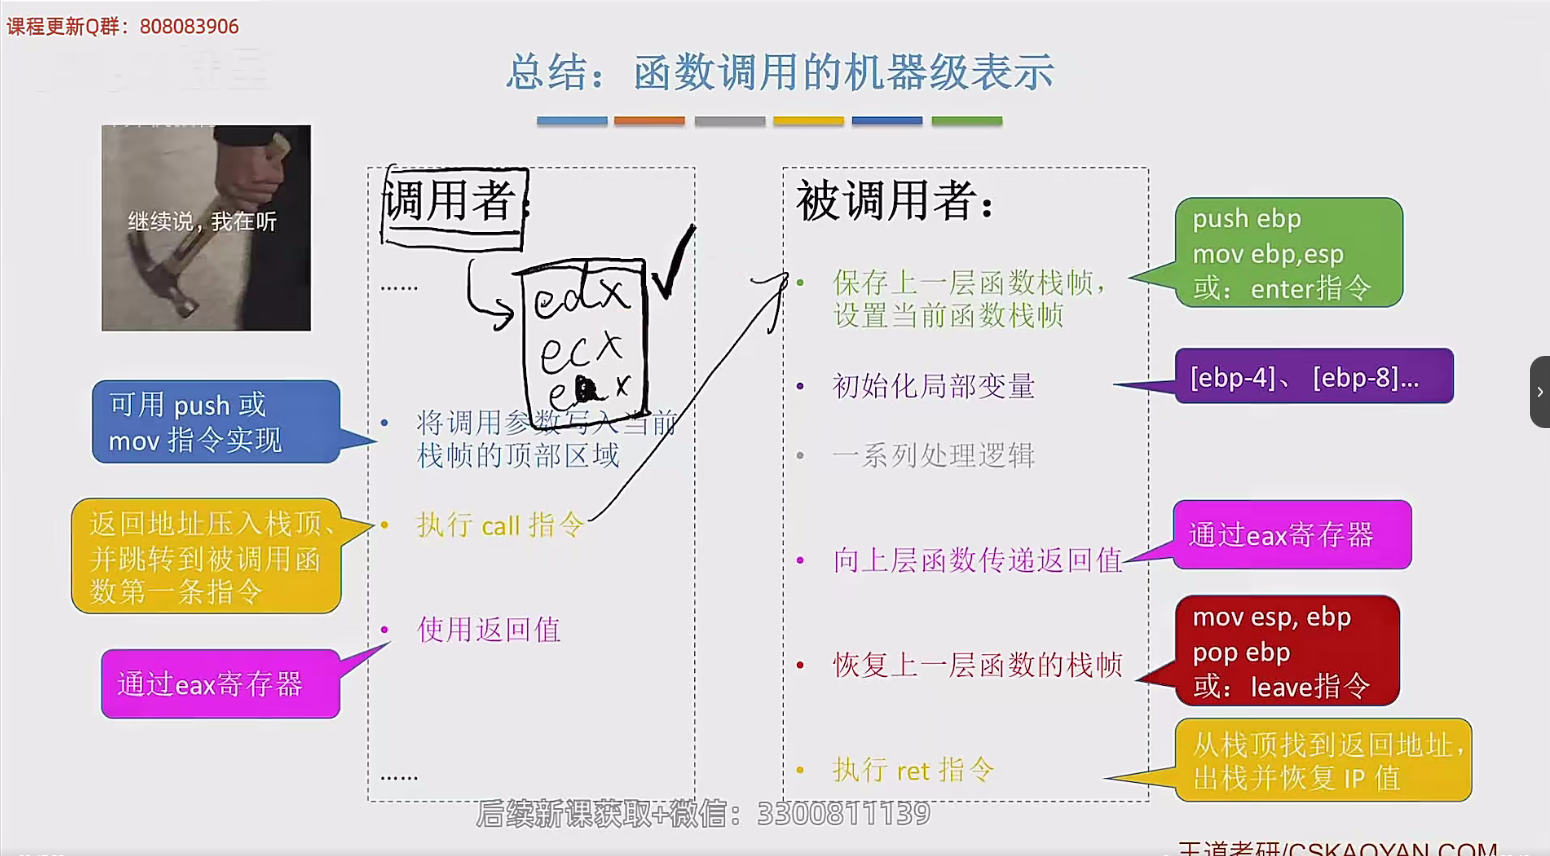 课程更新Q群：808083906
总结：函数调用的机器级表示
继续说，我在听
调用者：
……
edx
ecx
将调用参数写入当前
栈帧的顶部区域
执行 call 指令
使用返回值
……
可用 push 或
mov 指令实现
返回地址压入栈顶、
并跳转到被调用函
数第一条指令
通过eax寄存器
被调用者：
保存上一层函数栈帧，
设置当前函数栈帧
初始化局部变量
一系列处理逻辑
向上层函数传递返回值
恢复上一层函数的栈帧
执行 ret 指令
push ebp
mov ebp,esp
或：enter指令
[ebp-4]、 [ebp-8]...
通过eax寄存器
mov esp, ebp
pop ebp
或：leave指令
从栈顶找到返回地址，
出栈并恢复 IP 值
后续新课获取+微信：3300811139
王道考研/CSKAOYAN.COM